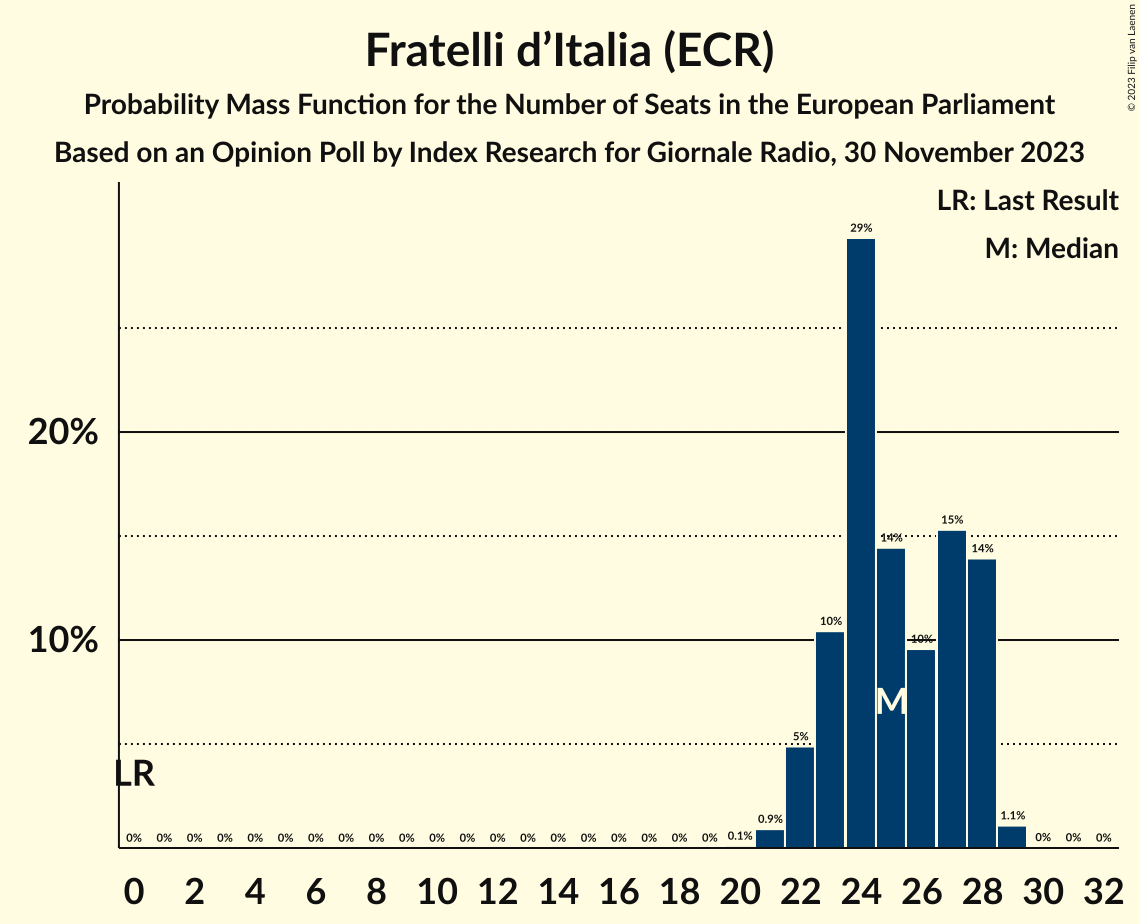 Fratelli d’Italia (ECR)
Probability Mass Function for the Number of Seats in the European Parliament
Based on an Opinion Poll by Index Research for Giornale Radio, 30 November 2023
© 2023 Filip van Laenen
LR: Last Result
M: Median
29%
20%
15%
14%
14%
10%
10%
10%
M
5%
LR
0% 0% 0% 0% 0% 0% 0% 0% 0% 0% 0% 0% 0% 0% 0% 0% 0% 0% 0% 0% 0.1% 0.9% 1.1% 0% 0% 0%
0 2 4 6 8 10 12 14 16 18 20 22 24 26 28 30 32